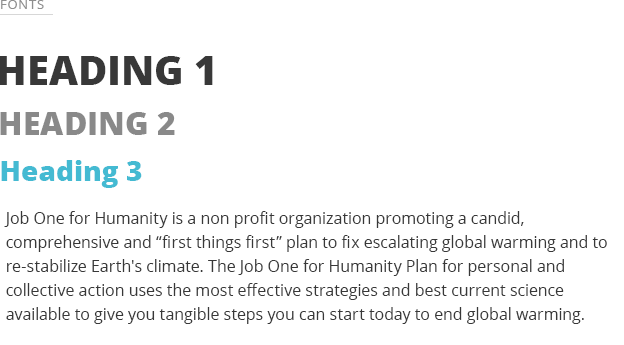 FONTS
HEADING 1
HEADING 2
Heading 3
Job One for Humanity is a non profit organization promoting a candid,
comprehensive and “first things first” plan to fix escalating global warming and to
re-stabilize Earth's climate. The Job One for Humanity Plan for personal and
collective action uses the most effective strategies and best current science
available to give you tangible steps you can start today to end global warming.